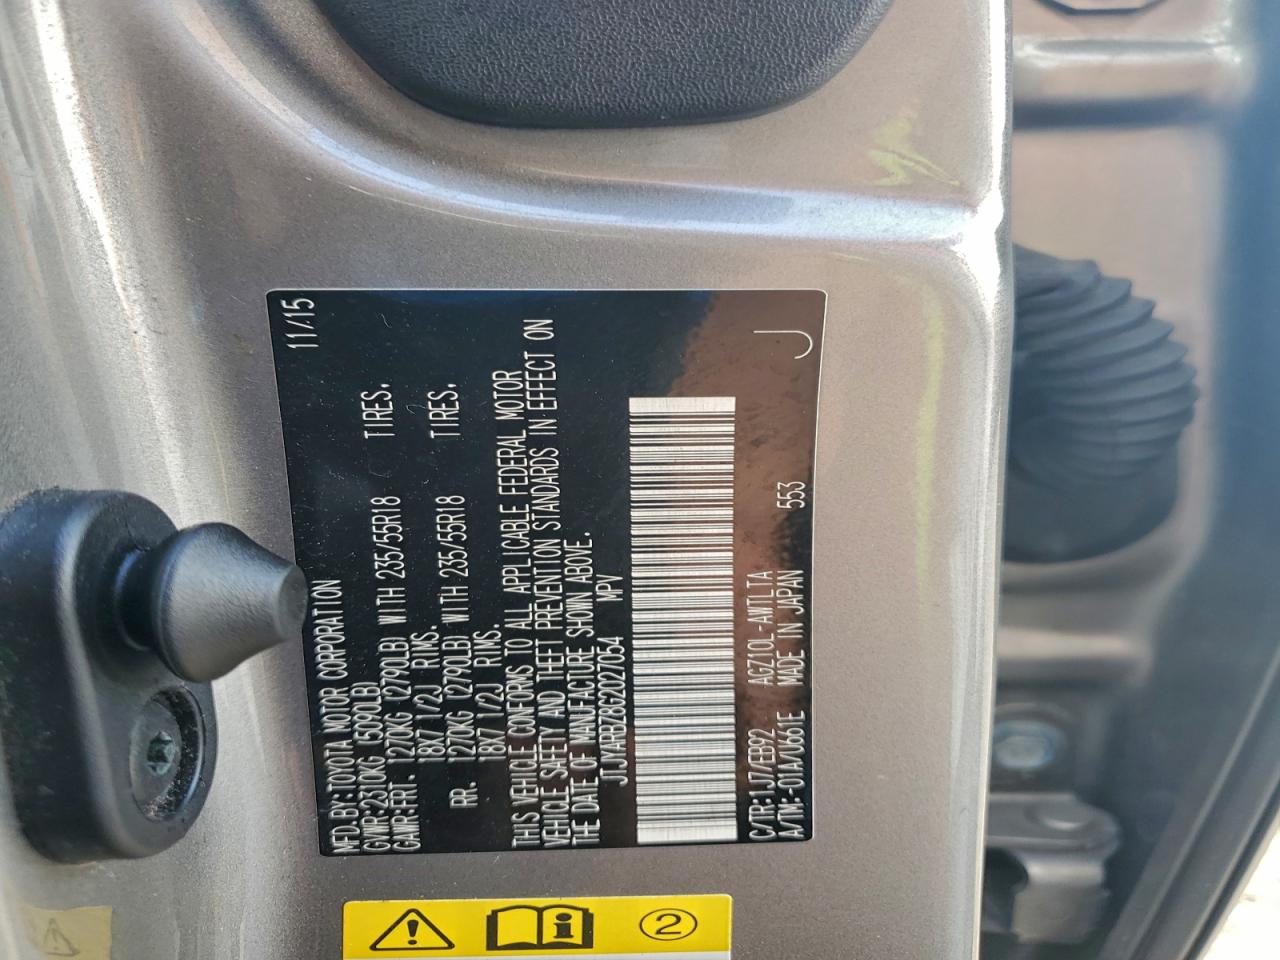 MFD.BY:TOYOTA MOTOR CORPORATION 11/15
GVWR:2310KG (5090LB)
GAWR:FRT. 1270KG (2790LB) WITH 235/55R18 TIRES.
18X7 1/2J RIMS.
RR. 1270KG (2790LB) WITH 235/55R18 TIRES.
18X7 1/2J RIMS.
THIS VEHICLE CONFORMS TO ALL APPLICABLE FEDERAL MOTOR
VEHICLE SAFETY AND THEFT PREVENTION STANDARDS IN EFFECT ON
THE DATE OF MANUFACTURE SHOWN ABOVE.
JTJYARBZ8G2027054 MPV
C/TR:1J7/EB92 AGZ10L-AWTLTA 553
A/TM:-01A/U661E MADE IN JAPAN
J
2